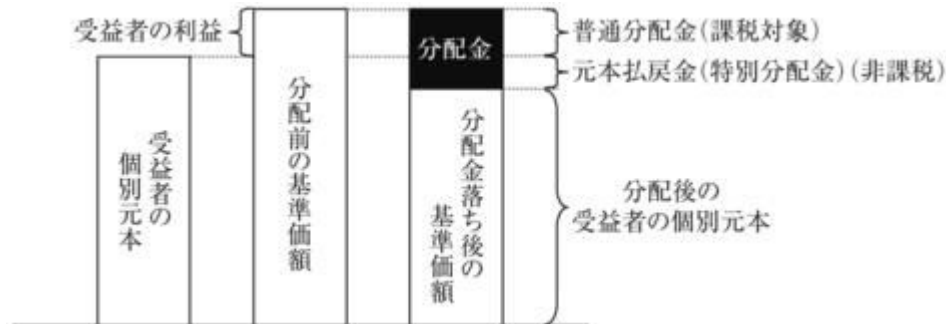 受益者の利益
分配金
普通分配金(課税対象)
元本払戻金(特別分配金)(非課税)
受益者の
個別元本
分配前の基準価額
分配金落ち後の
基準価額
分配後の
受益者の個別元本